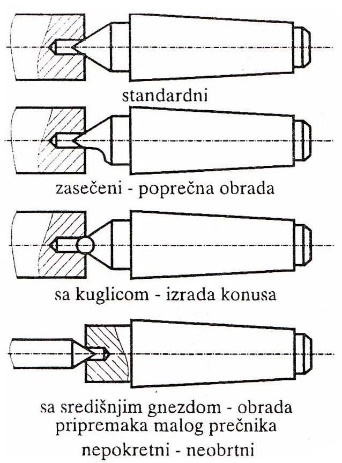 standardni
zasečeni - poprečna obrada
sa kuglicom - izrada konusa
sa središnjim gnezdom - obrada
pripremaka malog prečnika
nepokretni - neobrtni